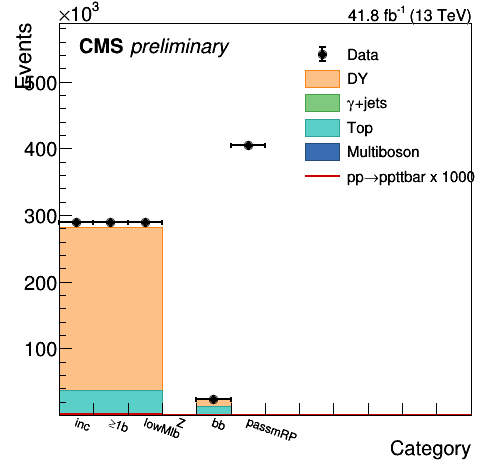 ×10³
41.8 fb⁻¹ (13 TeV)
Events
CMS preliminary
Data
DY
γ+jets
Top
Multiboson
pp→ppttbar x 1000
500
400
300
200
100
inc
≥1b
lowMlb
Z
bb
passmRP
Category